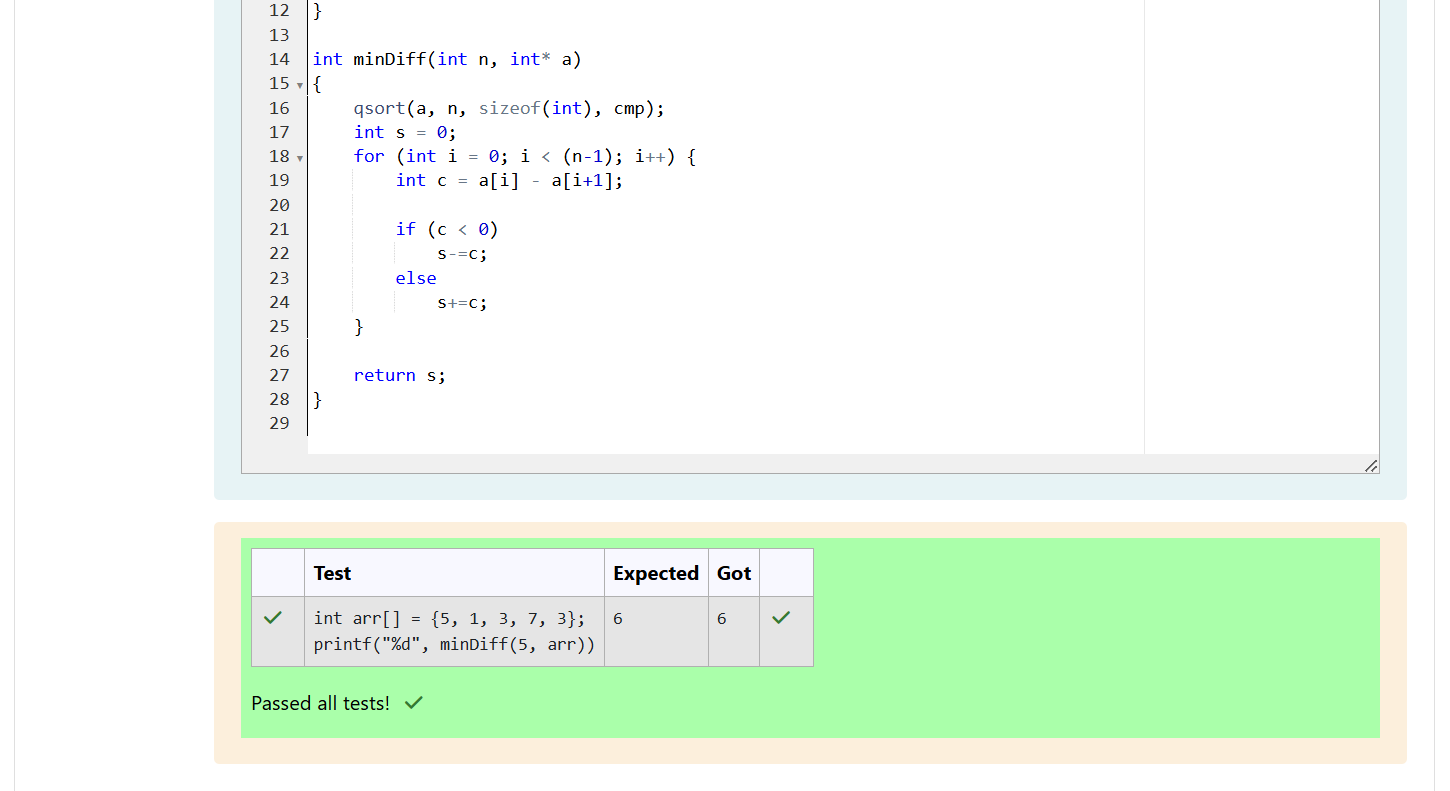 12 }
13
14 int minDiff(int n, int* a)
15 {
16     qsort(a, n, sizeof(int), cmp);
17     int s = 0;
18     for (int i = 0; i < (n-1); i++) {
19         int c = a[i] - a[i+1];
20
21         if (c < 0)
22             s-=c;
23         else
24             s+=c;
25     }
26
27     return s;
28 }
29
Test Expected Got
int arr[] = {5, 1, 3, 7, 3}; 6 6
printf("%d", minDiff(5, arr))
Passed all tests!